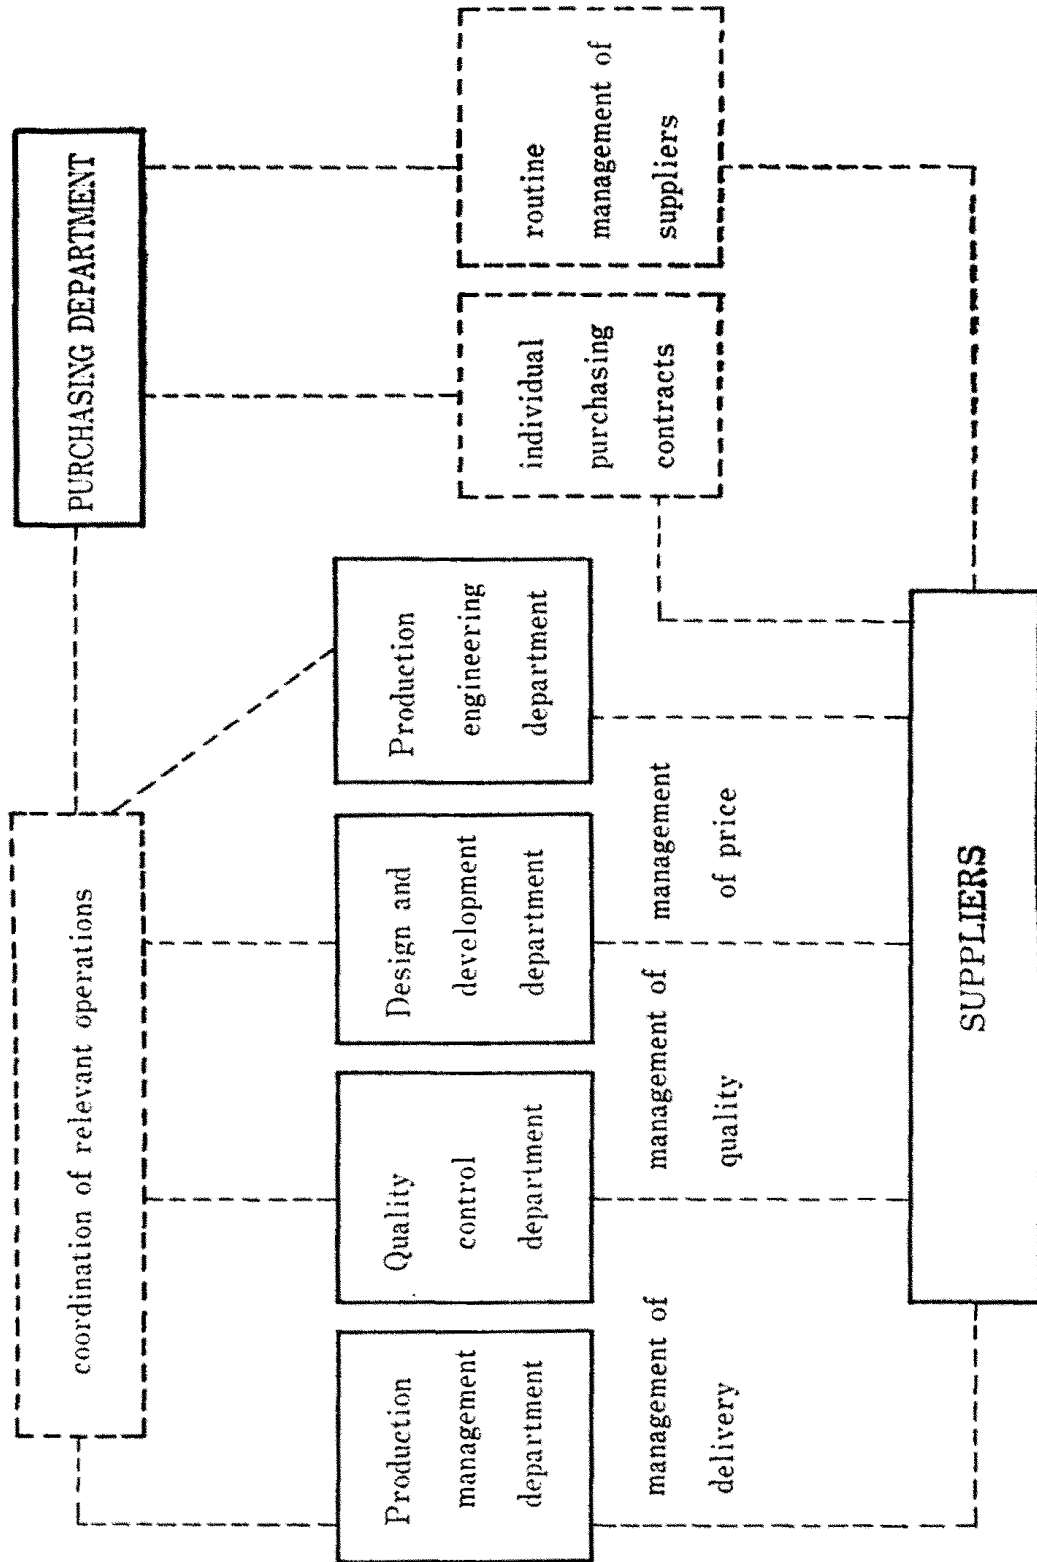 PURCHASING DEPARTMENT
coordination of relevant operations
Production
management
department
Quality
control
department
Design and
development
department
Production
engineering
department
individual
purchasing
contracts
routine
management of
suppliers
management of
delivery
management of
quality
management
of price
SUPPLIERS